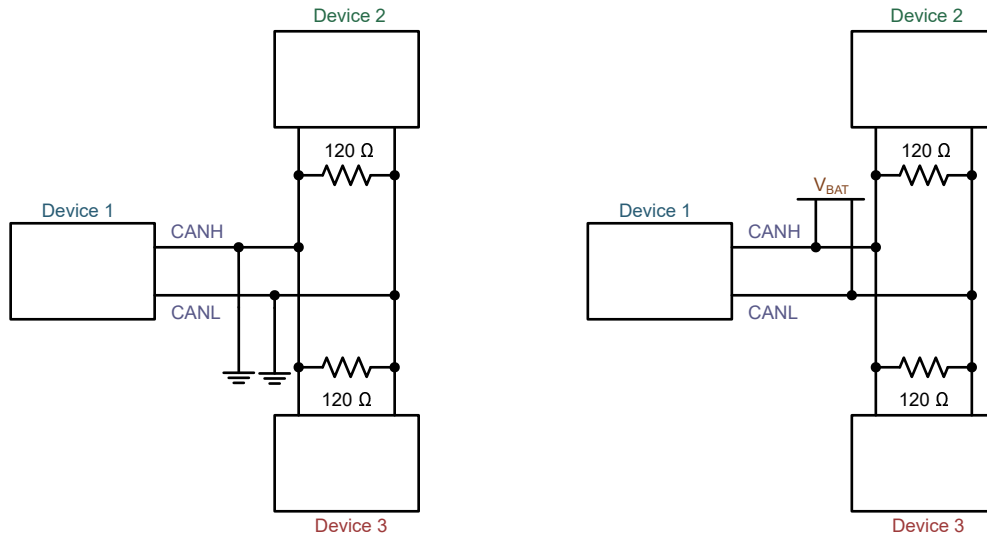 Device 2
120 Ω
Device 1
CANH
CANL
120 Ω
Device 3
Device 2
120 Ω
V_BAT
Device 1
CANH
CANL
120 Ω
Device 3